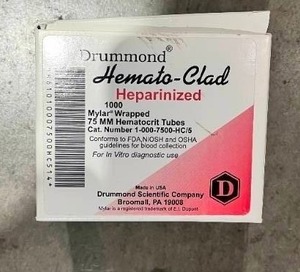 Drummond®
Hemato-Clad
Heparinized
1000
Mylar® Wrapped
75 MM Hematocrit Tubes
Cat. Number 1-000-7500-HC/5
Conforms to FDA, NIOSH and OSHA
guidelines for blood collection
For In Vitro diagnostic use
Made in USA
Drummond Scientific Company
Broomall, PA 19008
Mylar is a registered trademark of E.I. Dupont
D